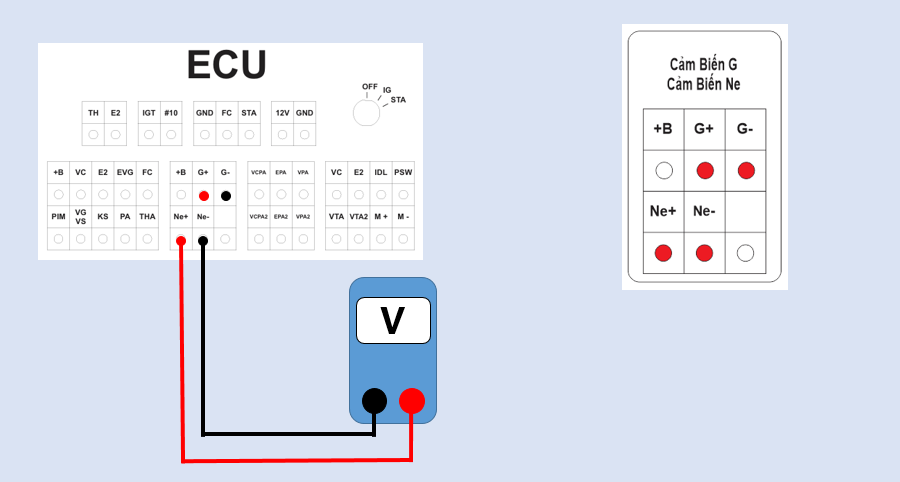 ECU
OFF IG
STA
TH E2 IGT #10 GND FC STA 12V GND
+B VC E2 EVG FC +B G+ G- VCPA EPA VPA VC E2 IDL PSW
PIM VG VS KS PA THA Ne+ Ne- VCPA2 EPA2 VPA2 VTA VTA2 M + M -
V
Cảm Biến G
Cảm Biến Ne
+B G+ G-
Ne+ Ne-